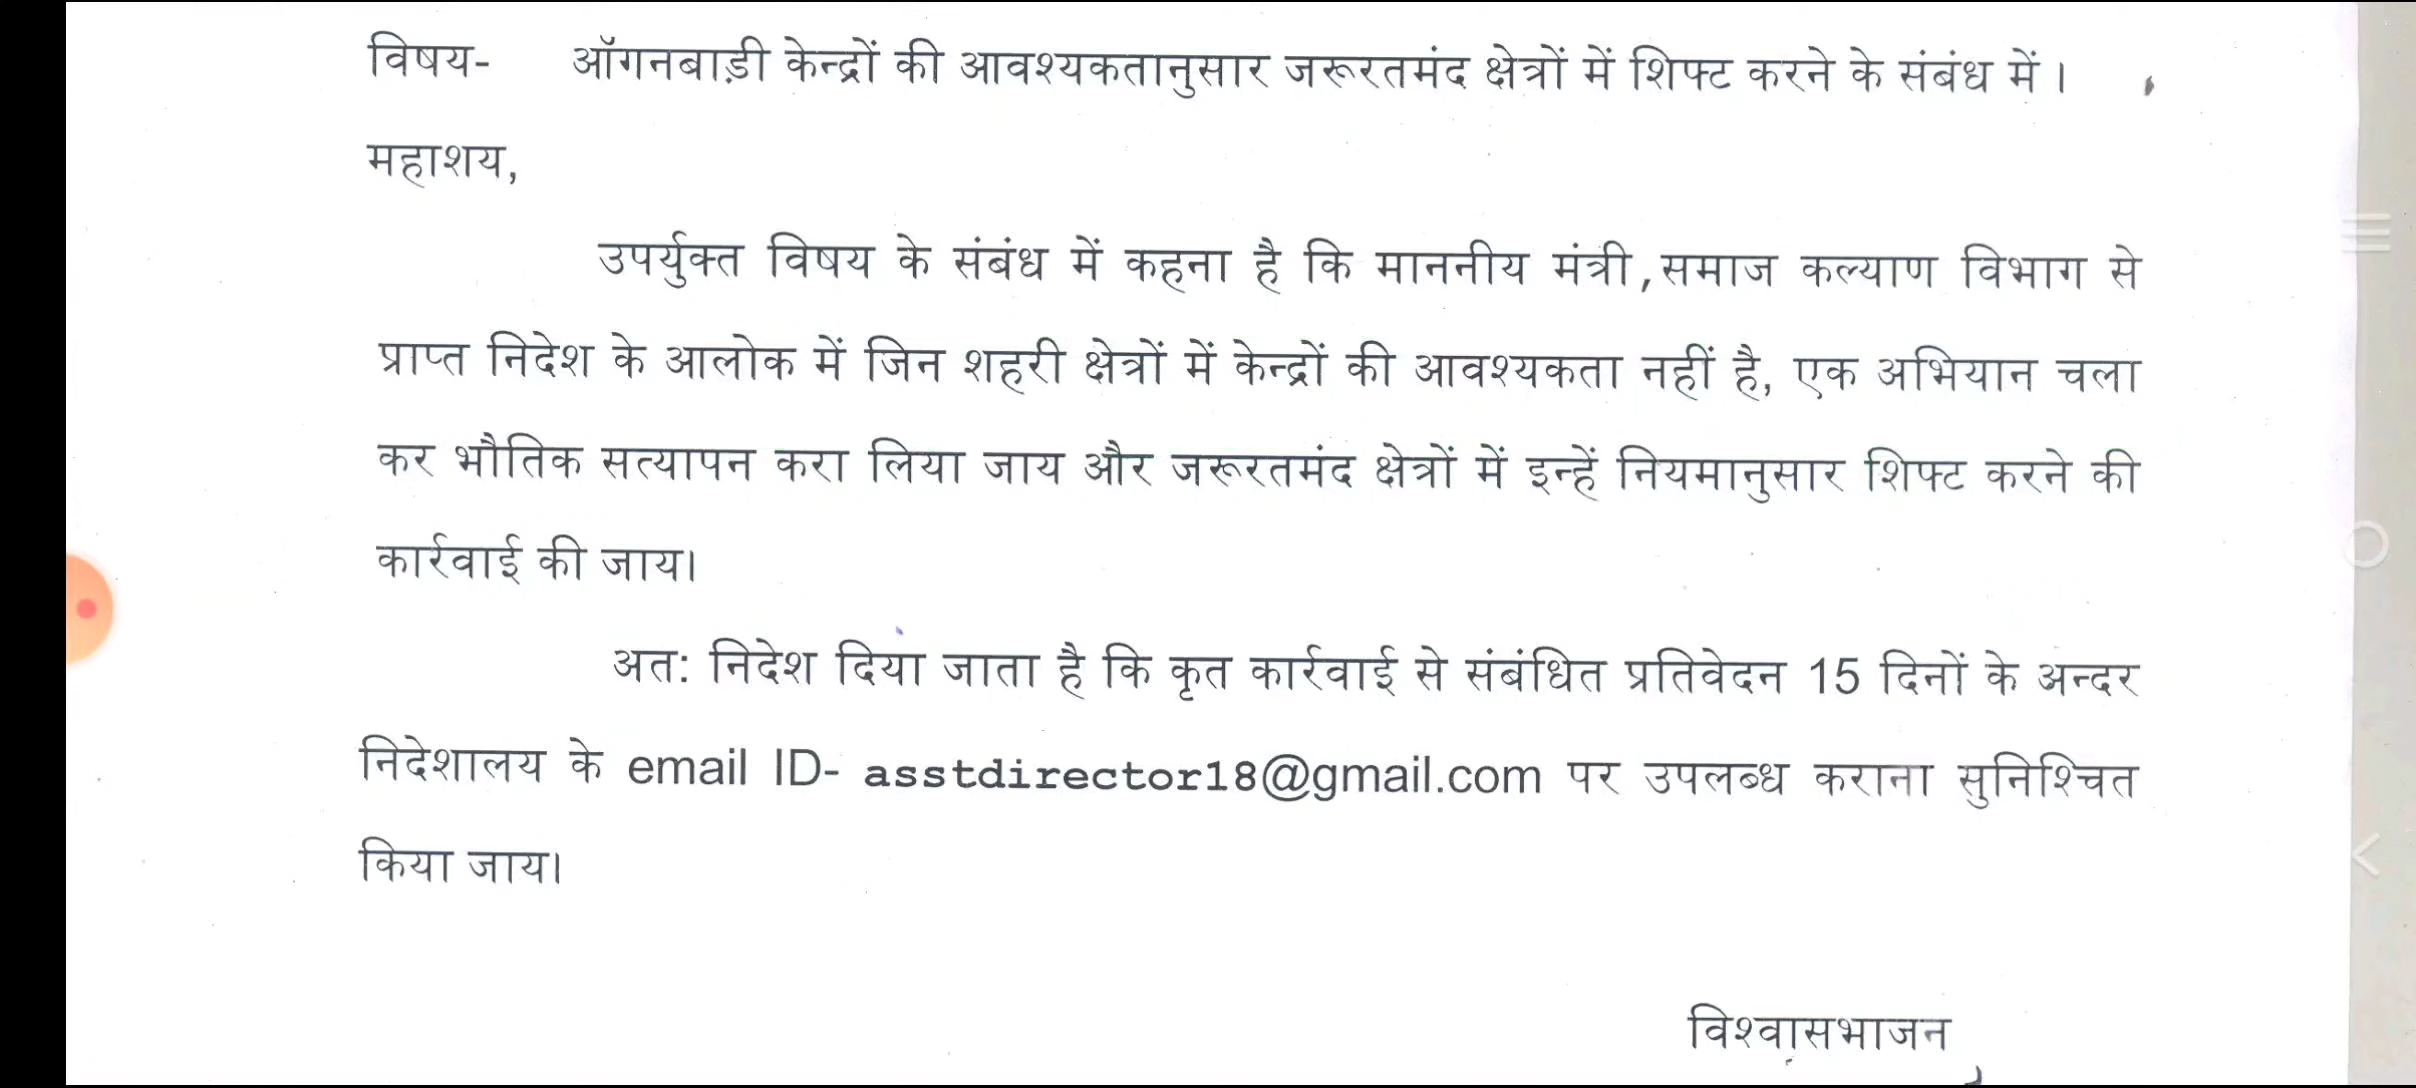 विषय- ऑगनबाड़ी केन्द्रों की आवश्यकतानुसार जरूरतमंद क्षेत्रों में शिफ्ट करने के संबंध में।
महाशय,
उपर्युक्त विषय के संबंध में कहना है कि माननीय मंत्री,समाज कल्याण विभाग से
प्राप्त निदेश के आलोक में जिन शहरी क्षेत्रों में केन्द्रों की आवश्यकता नहीं है, एक अभियान चला
कर भौतिक सत्यापन करा लिया जाय और जरूरतमंद क्षेत्रों में इन्हें नियमानुसार शिफ्ट करने की
कार्रवाई की जाय।
अत: निदेश दिया जाता है कि कृत कार्रवाई से संबंधित प्रतिवेदन 15 दिनों के अन्दर
निदेशालय के email ID- asstdirector18@gmail.com पर उपलब्ध कराना सुनिश्चित
किया जाय।
विश्वासभाजन